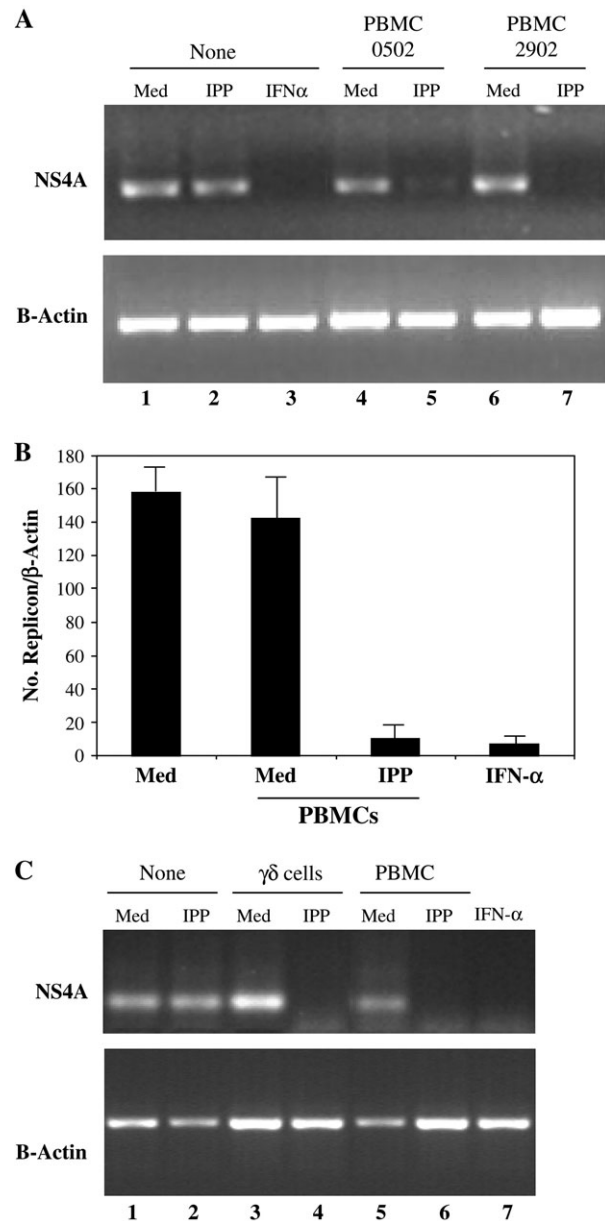 A
None
PBMC
0502
PBMC
2902
Med IPP IFNα Med IPP Med IPP
NS4A
B-Actin
1 2 3 4 5 6 7
B
180
160
140
120
100
80
60
40
20
0
No. Replicon/β-Actin
Med Med IPP IFN-α
PBMCs
C
None γδ cells PBMC
Med IPP Med IPP Med IPP IFN-α
NS4A
B-Actin
1 2 3 4 5 6 7